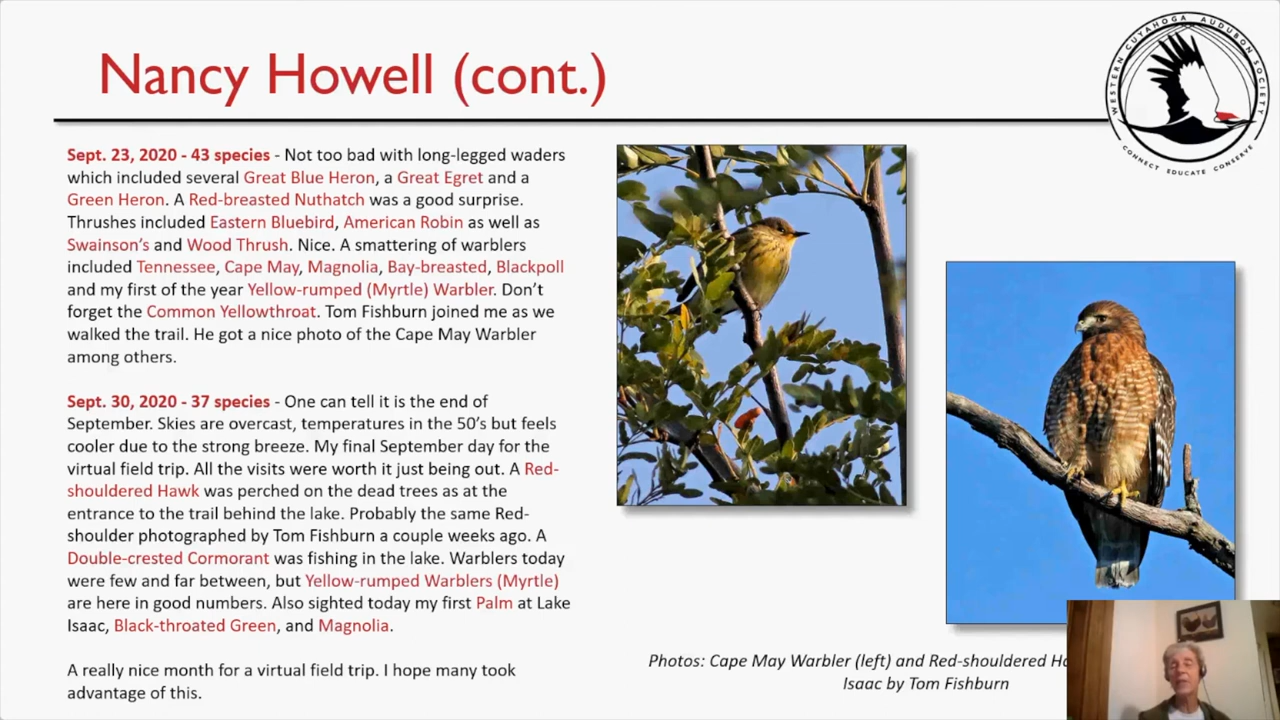 Nancy Howell (cont.)
WESTERN CUYAHOGA AUDUBON SOCIETY
CONNECT EDUCATE CONSERVE
Sept. 23, 2020 - 43 species - Not too bad with long-legged waders
which included several Great Blue Heron, a Great Egret and a
Green Heron. A Red-breasted Nuthatch was a good surprise.
Thrushes included Eastern Bluebird, American Robin as well as
Swainson's and Wood Thrush. Nice. A smattering of warblers
included Tennessee, Cape May, Magnolia, Bay-breasted, Blackpoll
and my first of the year Yellow-rumped (Myrtle) Warbler. Don't
forget the Common Yellowthroat. Tom Fishburn joined me as we
walked the trail. He got a nice photo of the Cape May Warbler
among others.
Sept. 30, 2020 - 37 species - One can tell it is the end of
September. Skies are overcast, temperatures in the 50's but feels
cooler due to the strong breeze. My final September day for the
virtual field trip. All the visits were worth it just being out. A Red-
shouldered Hawk was perched on the dead trees as at the
entrance to the trail behind the lake. Probably the same Red-
shoulder photographed by Tom Fishburn a couple weeks ago. A
Double-crested Cormorant was fishing in the lake. Warblers today
were few and far between, but Yellow-rumped Warblers (Myrtle)
are here in good numbers. Also sighted today my first Palm at Lake
Isaac, Black-throated Green, and Magnolia.
A really nice month for a virtual field trip. I hope many took
advantage of this.
Photos: Cape May Warbler (left) and Red-shouldered
Isaac by Tom Fishburn